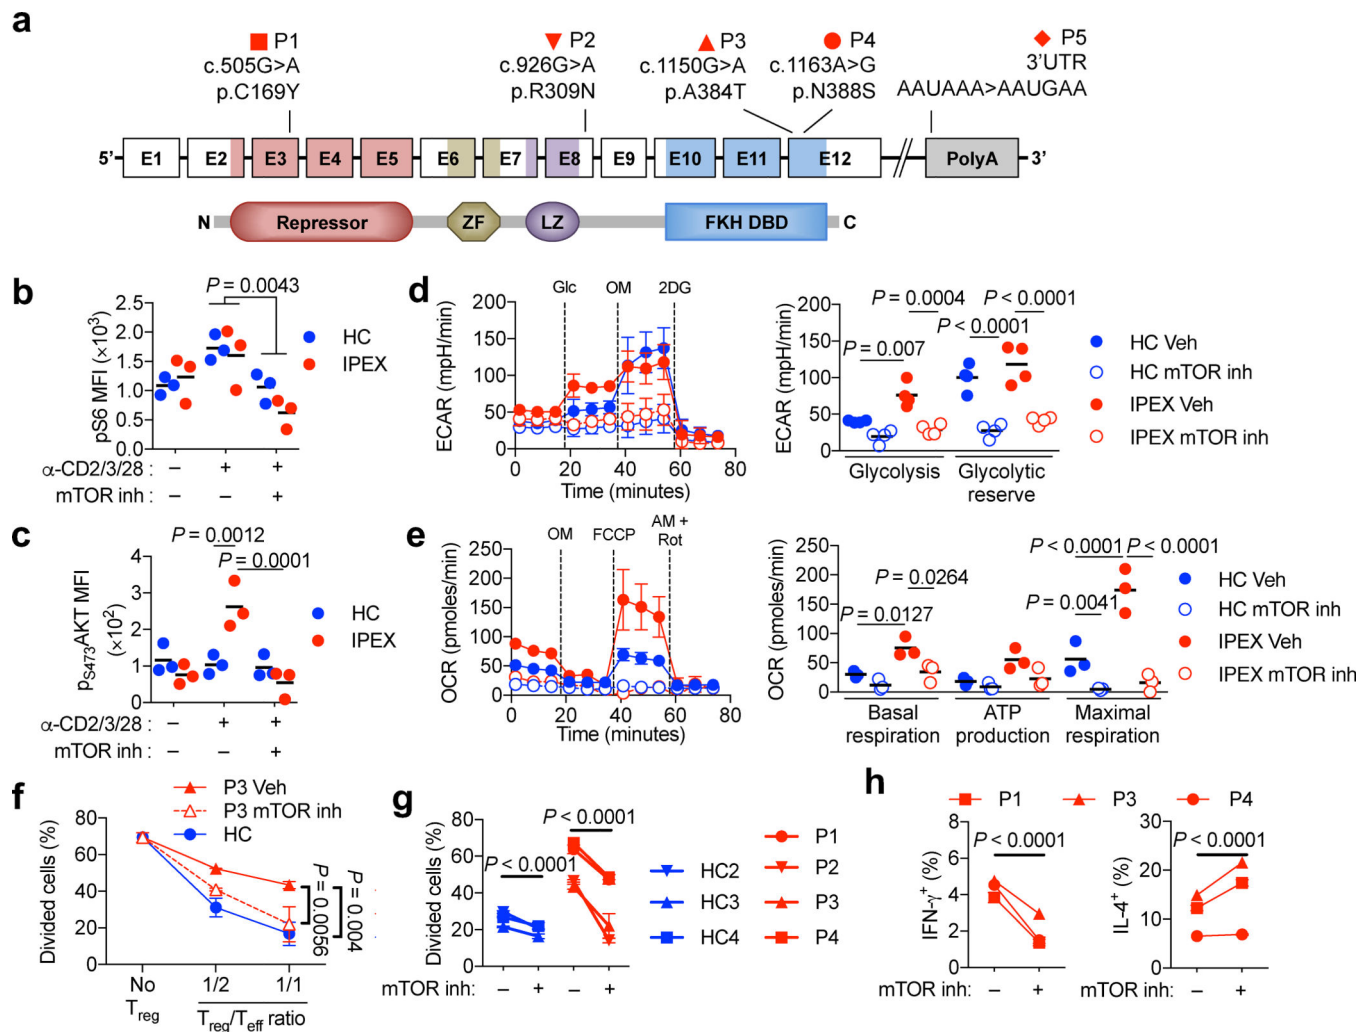 a
P1
c.505G>A
p.C169Y
P2
c.926G>A
p.R309N
P3
c.1150G>A
p.A384T
P4
c.1163A>G
p.N388S
P5
3'UTR
AAUAAA>AAUGAA
5' E1 E2 E3 E4 E5 E6 E7 E8 E9 E10 E11 E12 PolyA 3'
N Repressor ZF LZ FKH DBD C
b
P = 0.0043
pS6 MFI (×10³)
2.5
2.0
1.5
1.0
0.5
0.0
HC
IPEX
α-CD2/3/28 : – + +
mTOR inh : – – +
c
P = 0.0012
P = 0.0001
pS473AKT MFI
(×10²)
4
2
0
HC
IPEX
α-CD2/3/28 : – + +
mTOR inh : – – +
d
Glc OM 2DG
ECAR (mpH/min)
200
150
100
50
0
0 20 40 60 80
Time (minutes)
P = 0.0004
P < 0.0001
P < 0.0001
P = 0.007
ECAR (mpH/min)
200
150
100
50
0
Glycolysis
Glycolytic
reserve
HC Veh
HC mTOR inh
IPEX Veh
IPEX mTOR inh
e
OM FCCP AM +
Rot
OCR (pmoles/min)
250
200
150
100
50
0
0 20 40 60 80
Time (minutes)
P < 0.0001
P < 0.0001
P = 0.0264
P = 0.0127
P = 0.0041
OCR (pmoles/min)
250
200
150
100
50
0
Basal
respiration
ATP
production
Maximal
respiration
HC Veh
HC mTOR inh
IPEX Veh
IPEX mTOR inh
f
P3 Veh
P3 mTOR inh
HC
Divided cells (%)
80
60
40
20
0
P = 0.0056
P = 0.004
No
Treg
1/2 1/1
Treg/Teff ratio
g
Divided cells (%)
80
60
40
20
0
P < 0.0001
P < 0.0001
mTOR inh: – + – +
HC2
HC3
HC4
P1
P2
P3
P4
h
P1 P3 P4
P < 0.0001
IFN-γ⁺ (%)
6
4
2
0
mTOR inh: – +
P < 0.0001
IL-4⁺ (%)
30
20
10
0
mTOR inh: – +